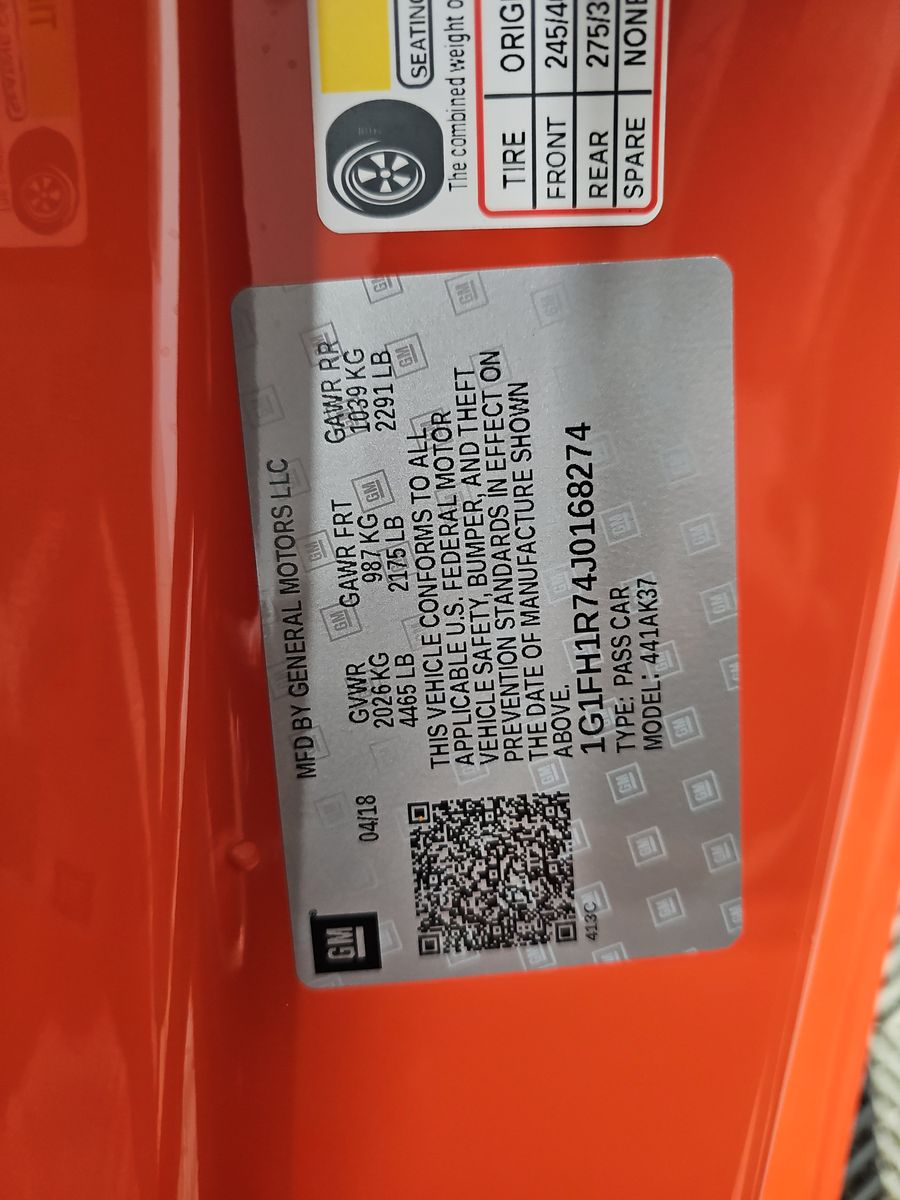 GM
MFD BY GENERAL MOTORS LLC
04/18
GVWR GAWR FRT GAWR RR
2026 KG 987 KG 1039 KG
4465 LB 2175 LB 2291 LB
THIS VEHICLE CONFORMS TO ALL
APPLICABLE U.S. FEDERAL MOTOR
VEHICLE SAFETY, BUMPER, AND THEFT
PREVENTION STANDARDS IN EFFECT ON
THE DATE OF MANUFACTURE SHOWN
ABOVE.
1G1FH1R74J0168274
TYPE: PASS CAR
MODEL: 441AK37
413C
SEATING
The combined weight
TIRE
FRONT 245/4
REAR 275/3
SPARE NONE